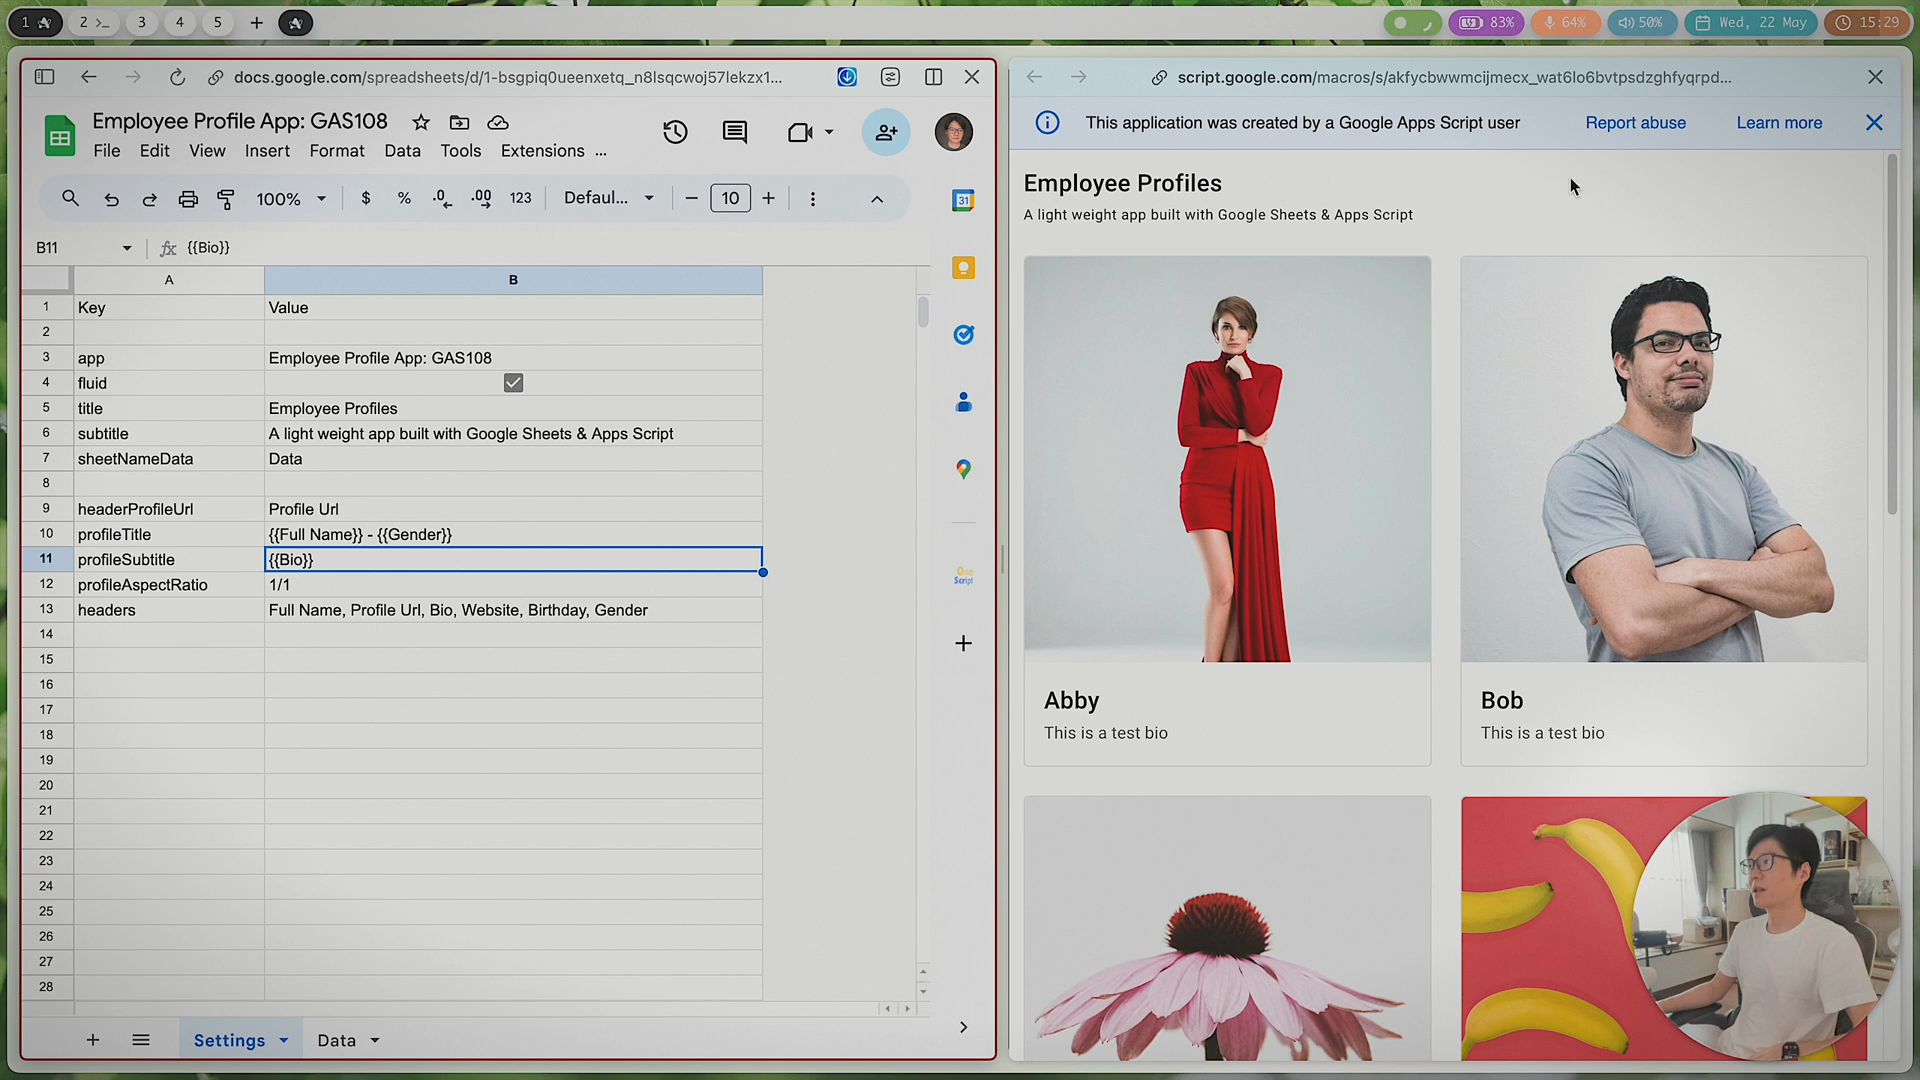 1 2 3 4 5 + 83% 64% 50% Wed, 22 May 15:29
docs.google.com/spreadsheets/d/1-bsgpiq0ueenxetq_n8lsqcwoj57lekzx1...
Employee Profile App: GAS108
File Edit View Insert Format Data Tools Extensions ...
100% $ % .0 .00 123 Defaul... − 10 +
B11 fx {{Bio}}
A B
1 Key Value
2
3 app Employee Profile App: GAS108
4 fluid
5 title Employee Profiles
6 subtitle A light weight app built with Google Sheets & Apps Script
7 sheetNameData Data
8
9 headerProfileUrl Profile Url
10 profileTitle {{Full Name}} - {{Gender}}
11 profileSubtitle {{Bio}}
12 profileAspectRatio 1/1
13 headers Full Name, Profile Url, Bio, Website, Birthday, Gender
14
15
16
17
18
19
20
21
22
23
24
25
26
27
28
Settings Data
31
One
Script
script.google.com/macros/s/akfycbwwmcijmecx_wat6lo6bvtpsdzghfyqrpd...
This application was created by a Google Apps Script user Report abuse Learn more
Employee Profiles
A light weight app built with Google Sheets & Apps Script
Abby
This is a test bio
Bob
This is a test bio